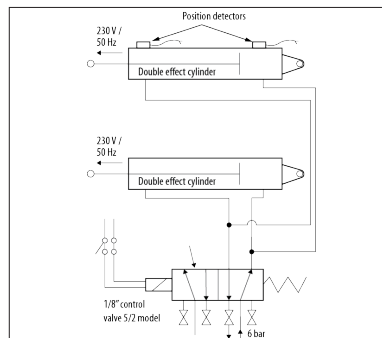 Position detectors
230 V /
50 Hz
Double effect cylinder
230 V /
50 Hz
Double effect cylinder
1/8" control
valve 5/2 model
6 bar